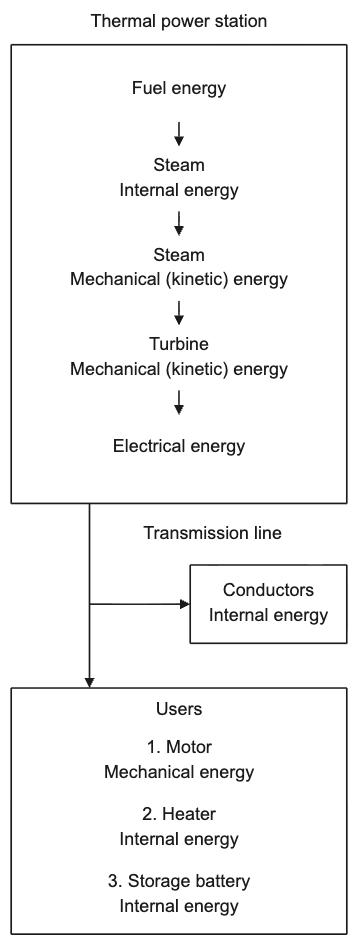 Thermal power station
Fuel energy
Steam
Internal energy
Steam
Mechanical (kinetic) energy
Turbine
Mechanical (kinetic) energy
Electrical energy
Transmission line
Conductors
Internal energy
Users
1. Motor
Mechanical energy
2. Heater
Internal energy
3. Storage battery
Internal energy